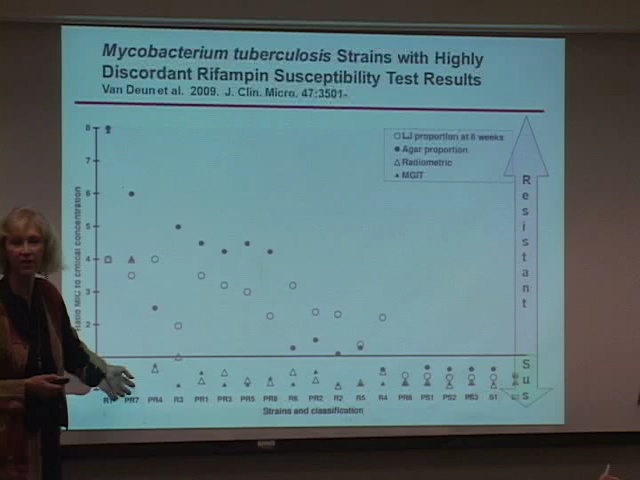 Mycobacterium tuberculosis Strains with Highly
Discordant Rifampin Susceptibility Test Results
Van Deun et al. 2009. J. Clin. Micro. 47:3501-
LJ proportion at 6 weeks
Agar proportion
Radiometric
MGIT
Ratio MIC to critical concentration
8
7
6
5
4
3
2
PR7 PR4 R3 PR1 PR3 PR5 R6 PR2 R2 R5 R4 PR6 PS1 PS2 PS3 S1
Strains and classification
Resistant
Sus